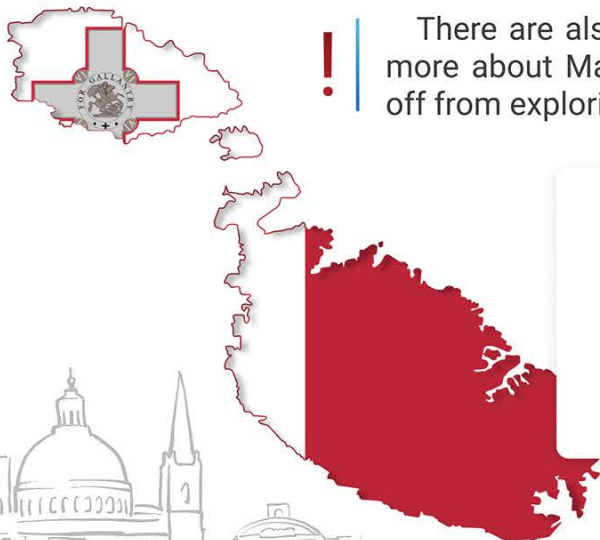 !
There are als
more about Ma
off from explori
FOR GALLANTRY